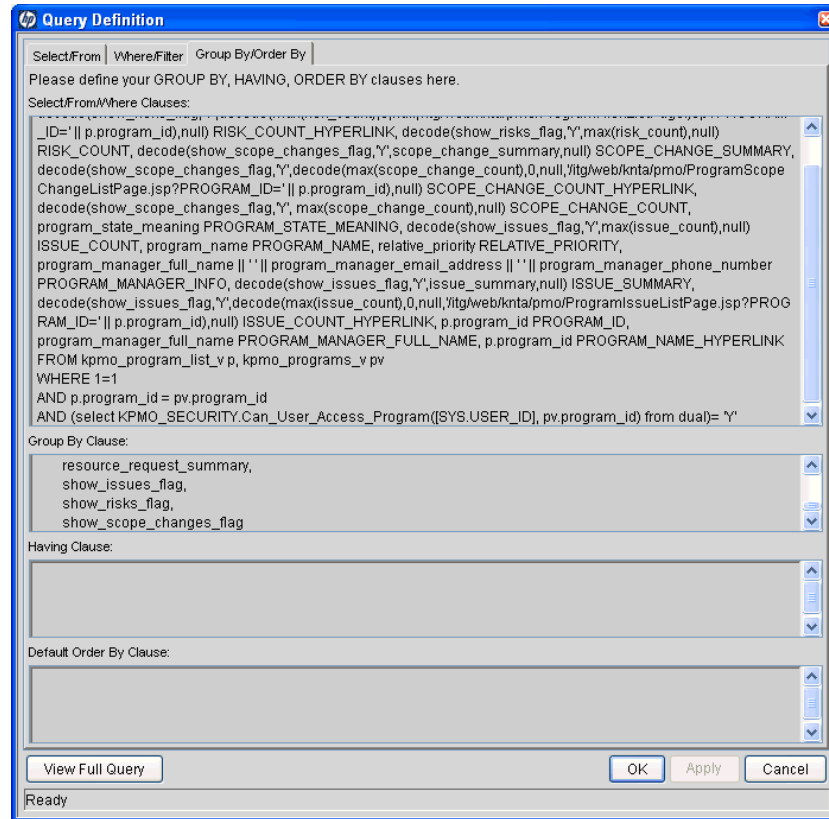 hp Query Definition
Select/From Where/Filter Group By/Order By
Please define your GROUP BY, HAVING, ORDER BY clauses here.
Select/From/Where Clauses:
_ID=' || p.program_id),null) RISK_COUNT_HYPERLINK, decode(show_risks_flag,'Y',max(risk_count),null)
RISK_COUNT, decode(show_scope_changes_flag,'Y',scope_change_summary,null) SCOPE_CHANGE_SUMMARY,
decode(show_scope_changes_flag,'Y',decode(max(scope_change_count),0,null,'/itg/web/knta/pmo/ProgramScope
ChangeListPage.jsp?PROGRAM_ID=' || p.program_id),null) SCOPE_CHANGE_COUNT_HYPERLINK,
decode(show_scope_changes_flag,'Y', max(scope_change_count),null) SCOPE_CHANGE_COUNT,
program_state_meaning PROGRAM_STATE_MEANING, decode(show_issues_flag,'Y',max(issue_count),null)
ISSUE_COUNT, program_name PROGRAM_NAME, relative_priority RELATIVE_PRIORITY,
program_manager_full_name || ' ' || program_manager_email_address || ' ' || program_manager_phone_number
PROGRAM_MANAGER_INFO, decode(show_issues_flag,'Y',issue_summary,null) ISSUE_SUMMARY,
decode(show_issues_flag,'Y',decode(max(issue_count),0,null,'/itg/web/knta/pmo/ProgramIssueListPage.jsp?PROG
RAM_ID=' || p.program_id),null) ISSUE_COUNT_HYPERLINK, p.program_id PROGRAM_ID,
program_manager_full_name PROGRAM_MANAGER_FULL_NAME, p.program_id PROGRAM_NAME_HYPERLINK
FROM kpmo_program_list_v p, kpmo_programs_v pv
WHERE 1=1
AND p.program_id = pv.program_id
AND (select KPMO_SECURITY.Can_User_Access_Program([SYS.USER_ID], pv.program_id) from dual)= 'Y'
Group By Clause:
resource_request_summary,
show_issues_flag,
show_risks_flag,
show_scope_changes_flag
Having Clause:
Default Order By Clause:
View Full Query OK Apply Cancel
Ready